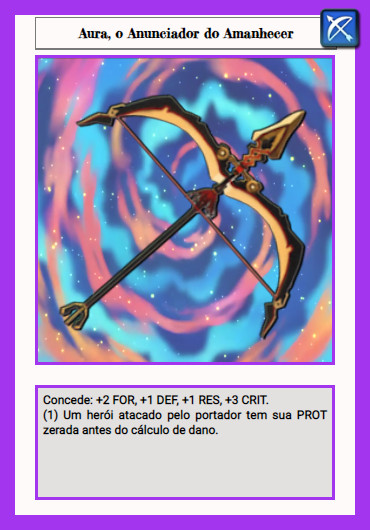 Aura, o Anunciador do Amanhecer
Concede: +2 FOR, +1 DEF, +1 RES, +3 CRIT.
(1) Um herói atacado pelo portador tem sua PROT
zerada antes do cálculo de dano.